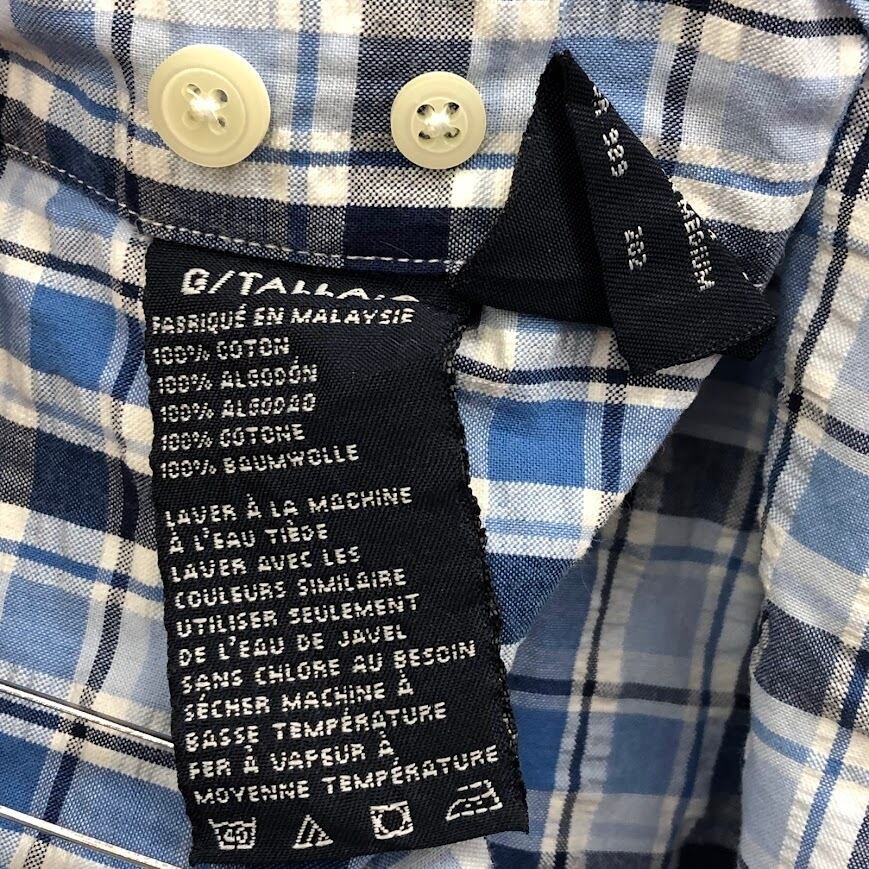 G/TALLA:G
FABRIQUÉ EN MALAYSIE
100% COTON
100% ALGODÓN
100% ALGODAO
100% COTONE
100% BAUMWOLLE
LAVER À LA MACHINE
À L'EAU TIÈDE
LAVER AVEC LES
COULEURS SIMILAIRE
UTILISER SEULEMENT
DE L'EAU DE JAVEL
SANS CHLORE AU BESOIN
SÉCHER MACHINE À
BASSE TEMPÉRATURE
FER À VAPEUR À
MOYENNE TEMPÉRATURE
40
MEDIUM